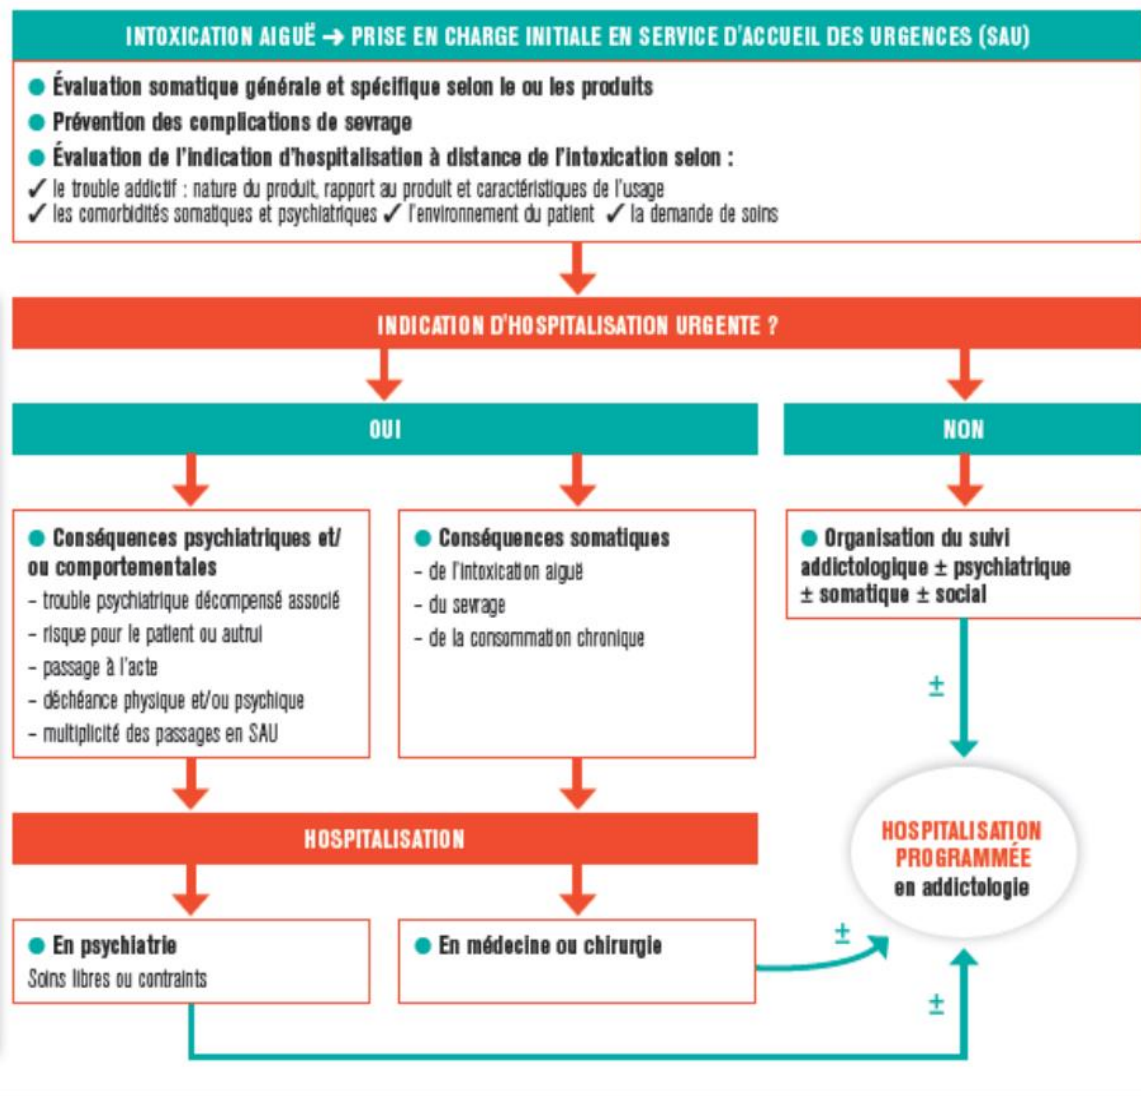 INTOXICATION AIGUË → PRISE EN CHARGE INITIALE EN SERVICE D'ACCUEIL DES URGENCES (SAU)
● Évaluation somatique générale et spécifique selon le ou les produits
● Prévention des complications de sevrage
● Évaluation de l'indication d'hospitalisation à distance de l'intoxication selon :
✓ le trouble addictif : nature du produit, rapport au produit et caractéristiques de l'usage
✓ les comorbidités somatiques et psychiatriques ✓ l'environnement du patient ✓ la demande de soins
INDICATION D'HOSPITALISATION URGENTE ?
OUI
NON
● Conséquences psychiatriques et/
ou comportementales
– trouble psychiatrique décompensé associé
– risque pour le patient ou autrui
– passage à l'acte
– déchéance physique et/ou psychique
– multiplicité des passages en SAU
● Conséquences somatiques
– de l'intoxication aiguë
– du sevrage
– de la consommation chronique
● Organisation du suivi
addictologique ± psychiatrique
± somatique ± social
±
HOSPITALISATION
HOSPITALISATION
PROGRAMMÉE
en addictologie
● En psychiatrie
Soins libres ou contraints
● En médecine ou chirurgie
±
±